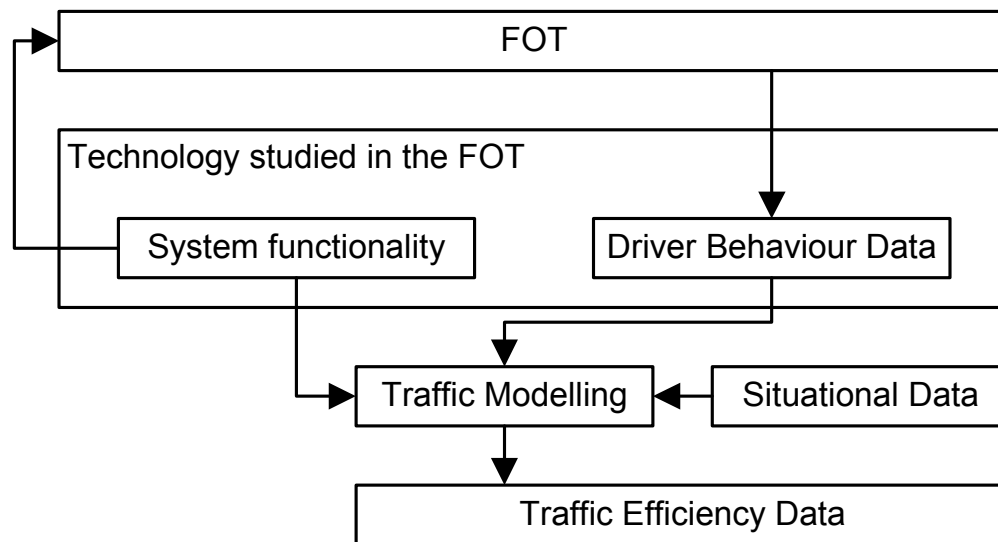 FOT
Technology studied in the FOT
System functionality
Driver Behaviour Data
Traffic Modelling
Situational Data
Traffic Efficiency Data